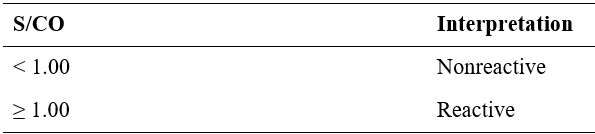 S/CO Interpretation
< 1.00 Nonreactive
≥ 1.00 Reactive